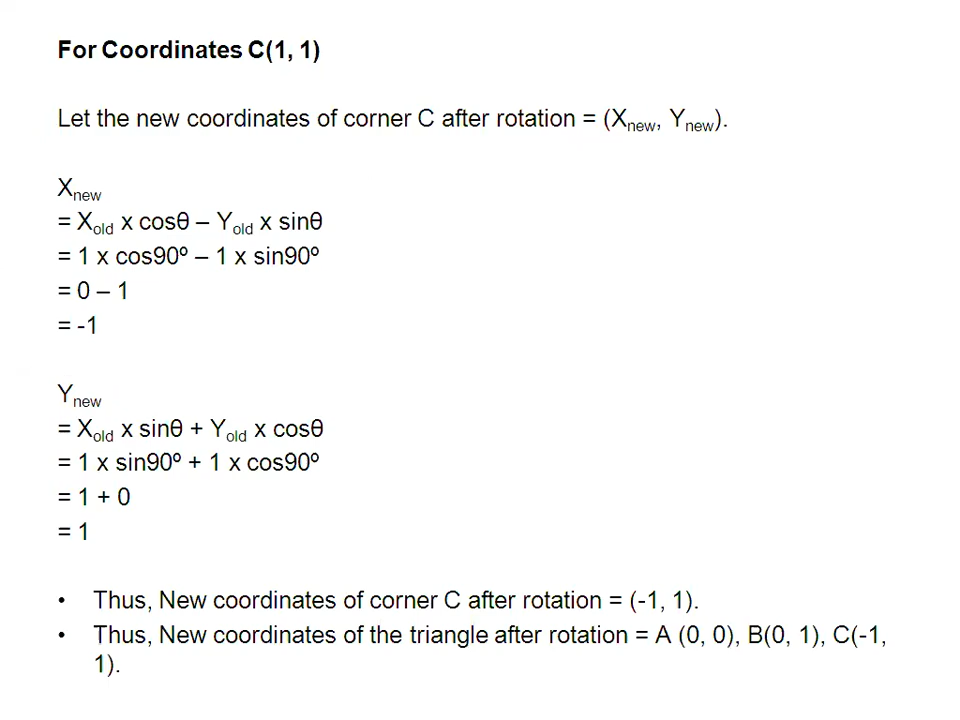 For Coordinates C(1, 1)
Let the new coordinates of corner C after rotation = (Xnew, Ynew).
Xnew
= Xold x cosθ – Yold x sinθ
= 1 x cos90º – 1 x sin90º
= 0 – 1
= -1
Ynew
= Xold x sinθ + Yold x cosθ
= 1 x sin90º + 1 x cos90º
= 1 + 0
= 1
• Thus, New coordinates of corner C after rotation = (-1, 1).
• Thus, New coordinates of the triangle after rotation = A (0, 0), B(0, 1), C(-1,
1).